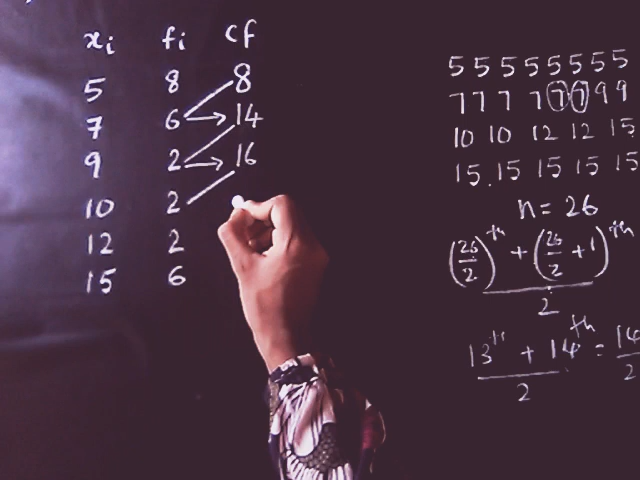 xi fi cf
5 8 8
7 6 14
9 2 16
10 2
12 2
15 6
5 5 5 5 5 5 5 5
7 7 7 7 7 7 9 9
10 10 12 12 15
15 15 15 15 15
n = 26
(26/2)th + (26/2 + 1)th
2
13th + 14th = 14
2 2